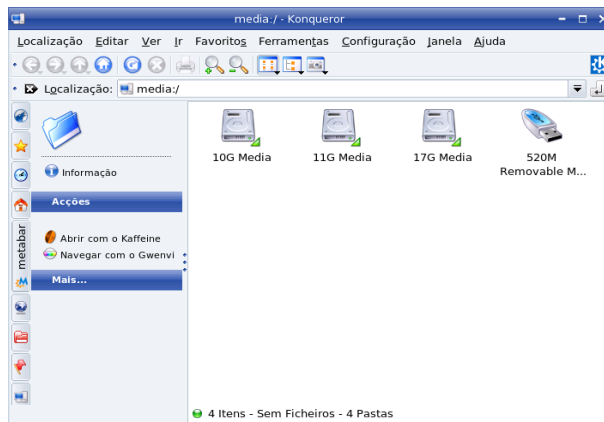 media:/ - Konqueror
Localização Editar Ver Ir Favoritos Ferramentas Configuração Janela Ajuda
Localização: media:/
10G Media 11G Media 17G Media 520M
Removable M...
Informação
Acções
Abrir com o Kaffeine
Navegar com o Gwenvi
Mais...
metabar
4 Itens - Sem Ficheiros - 4 Pastas